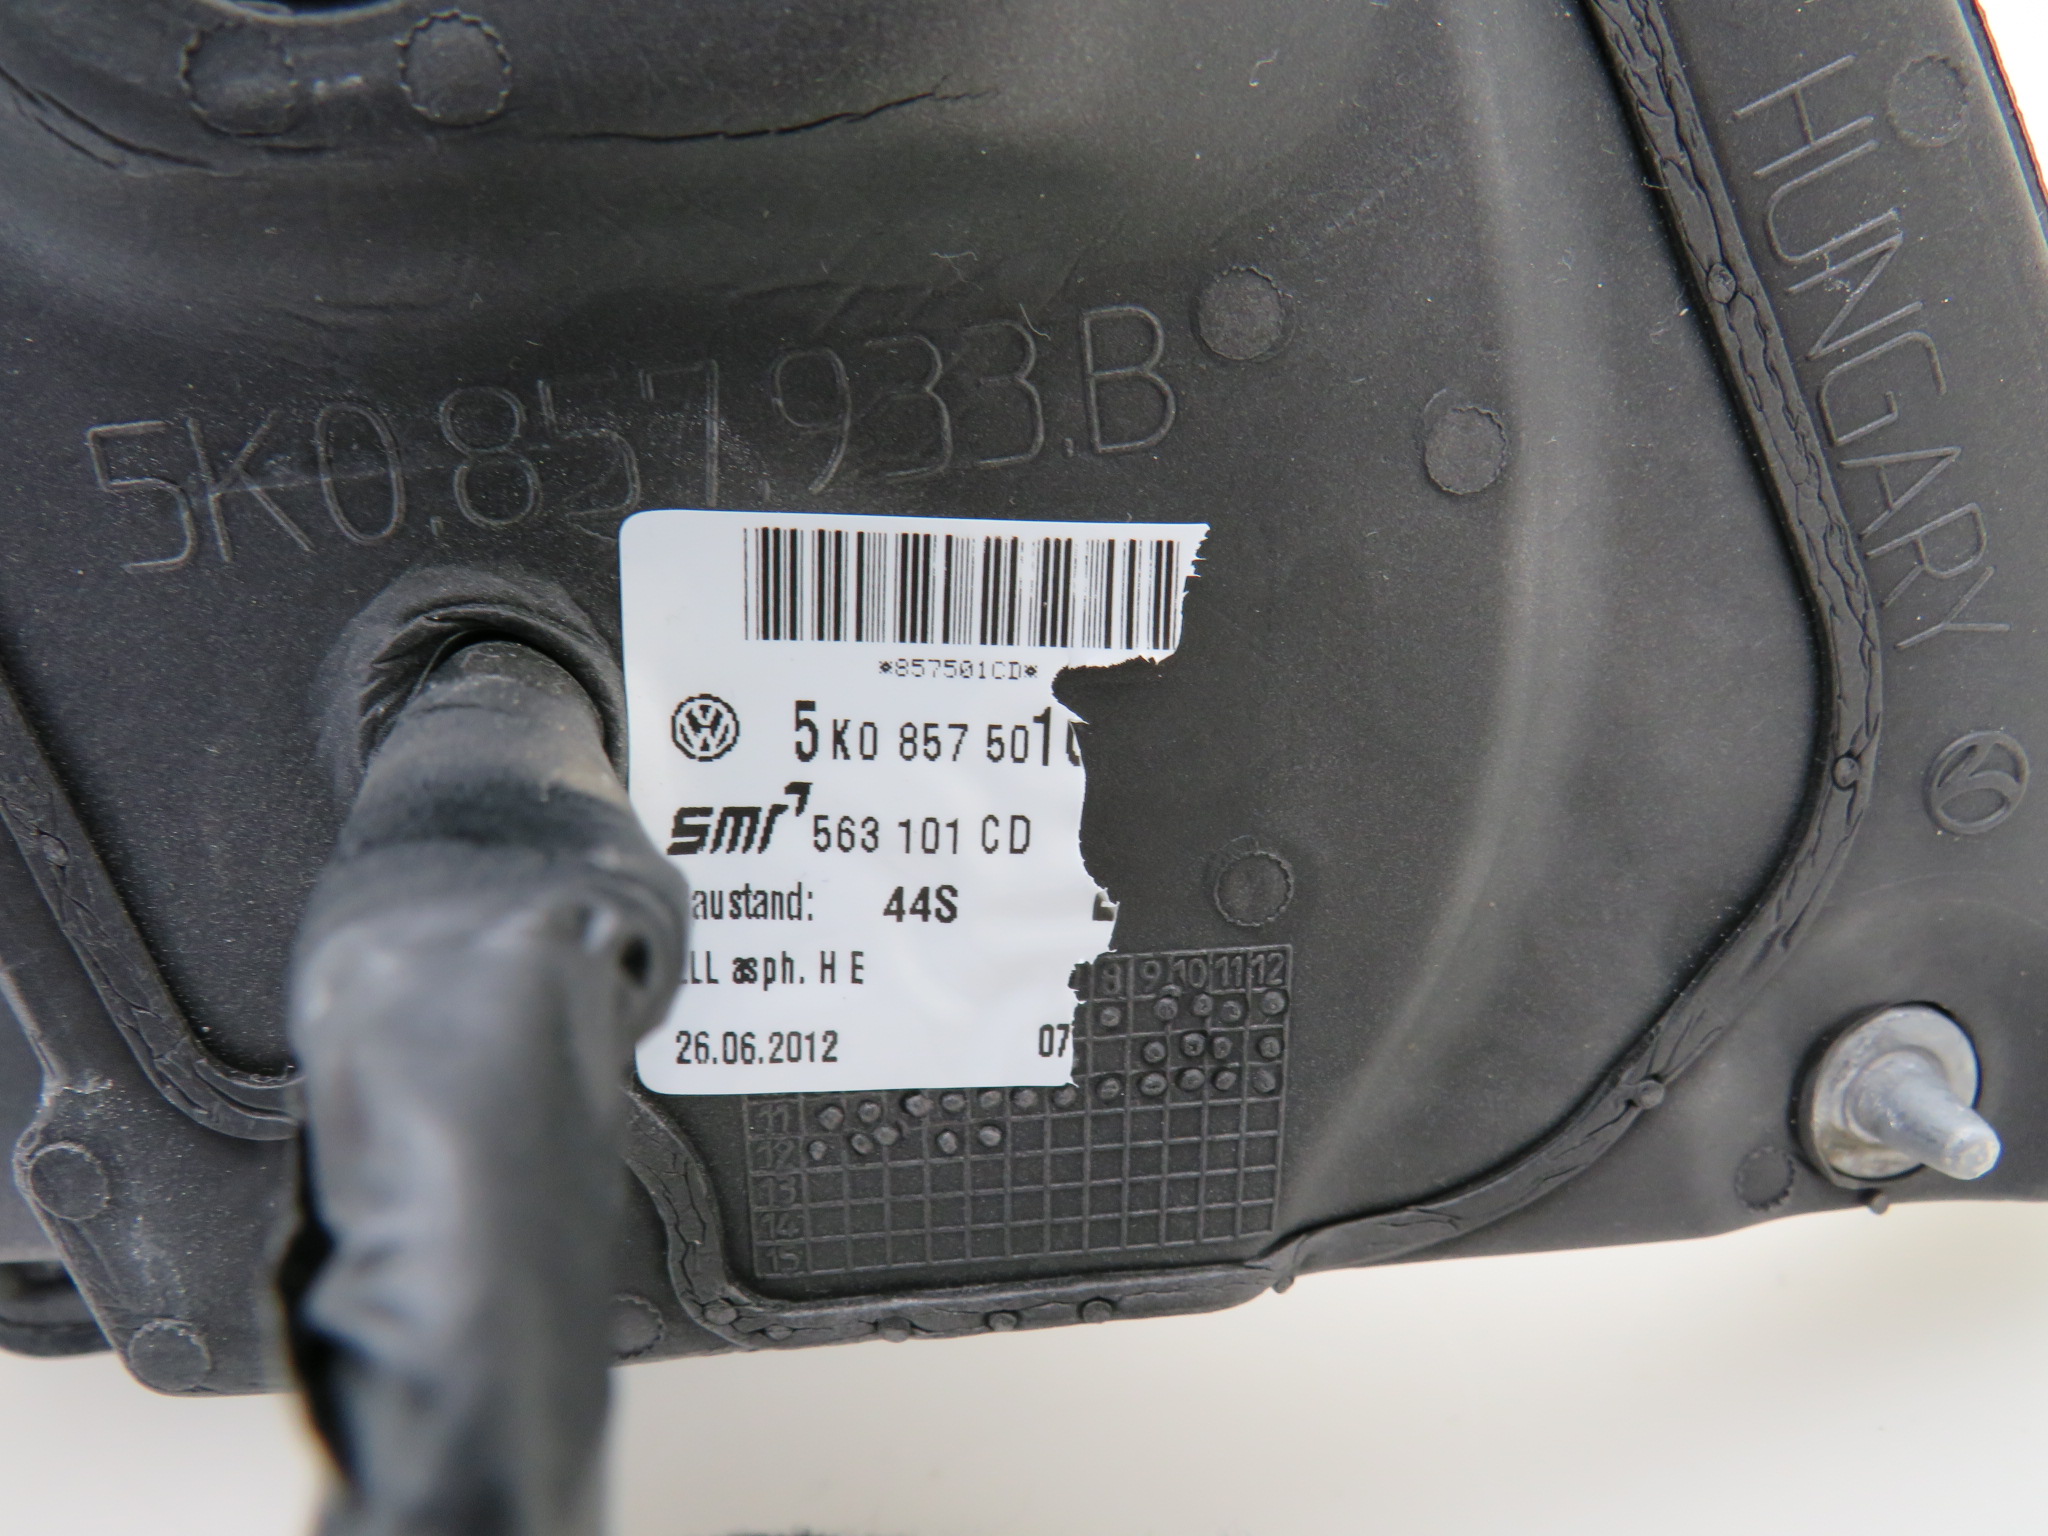 HUNGARY
5K0.857.933.B
*857501CD*
5K0 857 501
smr 563 101 CD
austand: 44S
LL asph. H E
26.06.2012 07
8 9 10 11 12
11
12
13
14
15